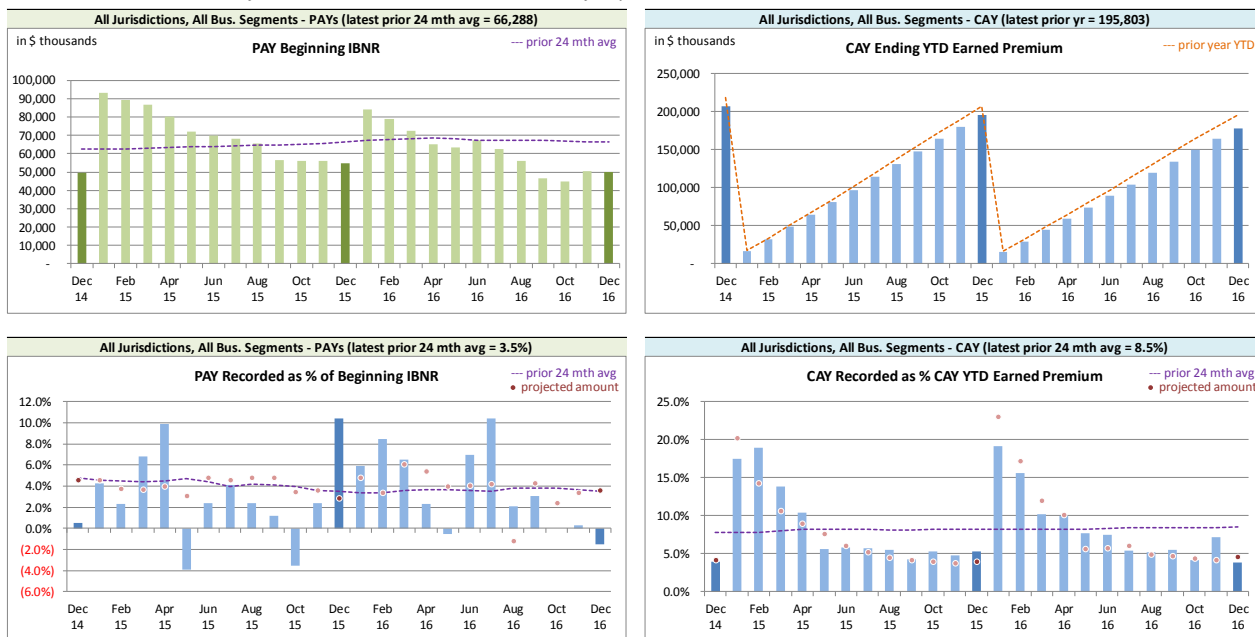 All Jurisdictions, All Bus. Segments - PAYs (latest prior 24 mth avg = 66,288)
in $ thousands
PAY Beginning IBNR
--- prior 24 mth avg
100,000
90,000
80,000
70,000
60,000
50,000
40,000
30,000
20,000
10,000
-
Dec Feb Apr Jun Aug Oct Dec Feb Apr Jun Aug Oct Dec
14 15 15 15 15 15 15 16 16 16 16 16 16
All Jurisdictions, All Bus. Segments - CAY (latest prior yr = 195,803)
in $ thousands
CAY Ending YTD Earned Premium
--- prior year YTD
250,000
200,000
150,000
100,000
50,000
-
Dec Feb Apr Jun Aug Oct Dec Feb Apr Jun Aug Oct Dec
14 15 15 15 15 15 15 16 16 16 16 16 16
All Jurisdictions, All Bus. Segments - PAYs (latest prior 24 mth avg = 3.5%)
PAY Recorded as % of Beginning IBNR
--- prior 24 mth avg
● projected amount
12.0%
10.0%
8.0%
6.0%
4.0%
2.0%
0.0%
(2.0%)
(4.0%)
(6.0%)
Dec Feb Apr Jun Aug Oct Dec Feb Apr Jun Aug Oct Dec
14 15 15 15 15 15 15 16 16 16 16 16 16
All Jurisdictions, All Bus. Segments - CAY (latest prior 24 mth avg = 8.5%)
CAY Recorded as % CAY YTD Earned Premium
--- prior 24 mth avg
● projected amount
25.0%
20.0%
15.0%
10.0%
5.0%
0.0%
Dec Feb Apr Jun Aug Oct Dec Feb Apr Jun Aug Oct Dec
14 15 15 15 15 15 15 16 16 16 16 16 16